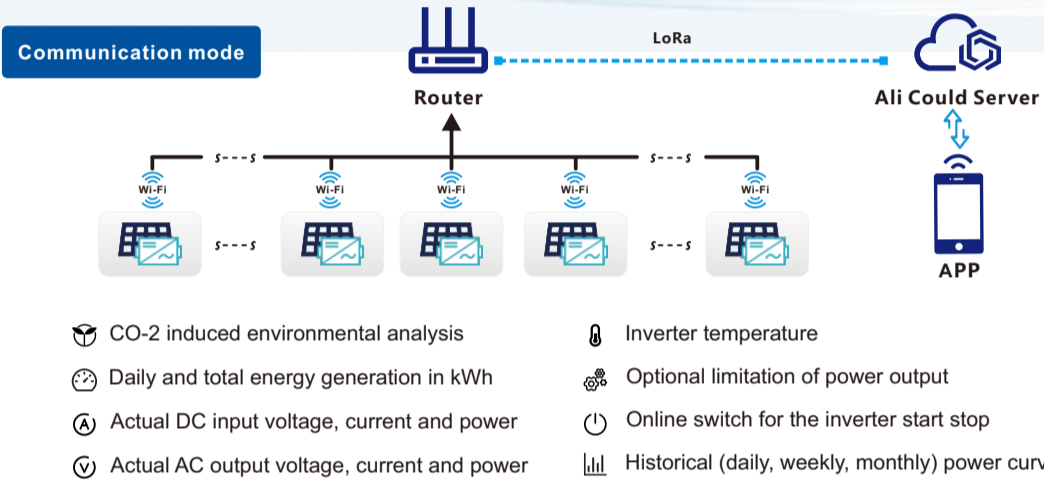 Communication mode
LoRa
Router
Ali Could Server
s---s
s---s
Wi-Fi
Wi-Fi
Wi-Fi
Wi-Fi
Wi-Fi
s---s
s---s
APP
CO-2 induced environmental analysis
Daily and total energy generation in kWh
A Actual DC input voltage, current and power
V Actual AC output voltage, current and power
Inverter temperature
Optional limitation of power output
Online switch for the inverter start stop
Historical (daily, weekly, monthly) power curv